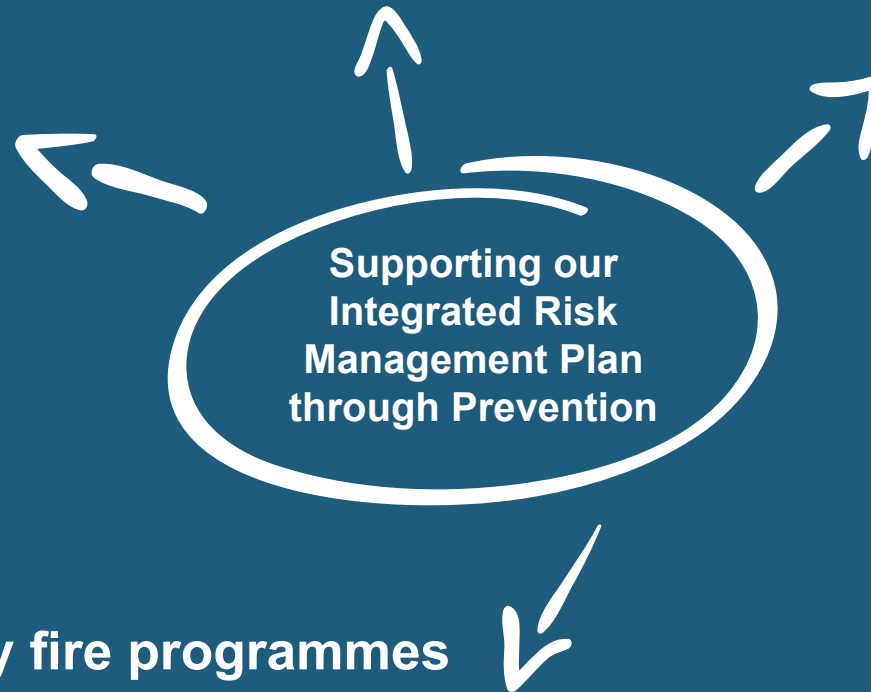 Supporting our
Integrated Risk
Management Plan
through Prevention
fire programmes